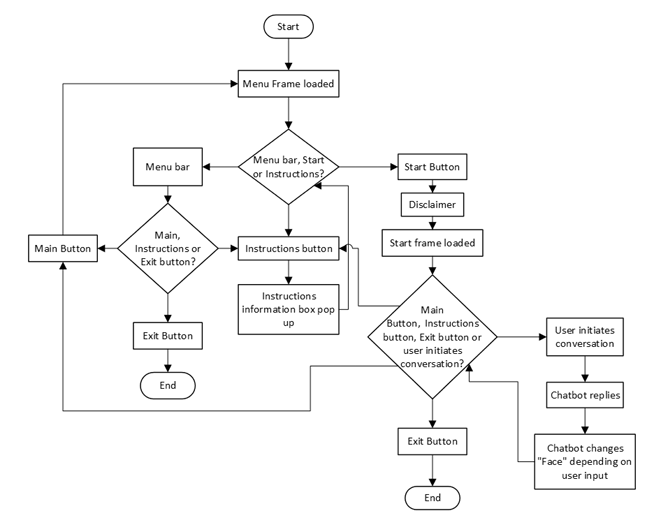 Start
Menu Frame loaded
Menu bar, Start
or Instructions?
Menu bar
Start Button
Disclaimer
Main,
Instructions or
Exit button?
Main Button
Instructions button
Start frame loaded
Instructions
information box pop
up
Main
Button, Instructions
button, Exit button or
user initiates
conversation?
User initiates
conversation
Exit Button
End
Chatbot replies
Chatbot changes
"Face" depending on
user input
Exit Button
End